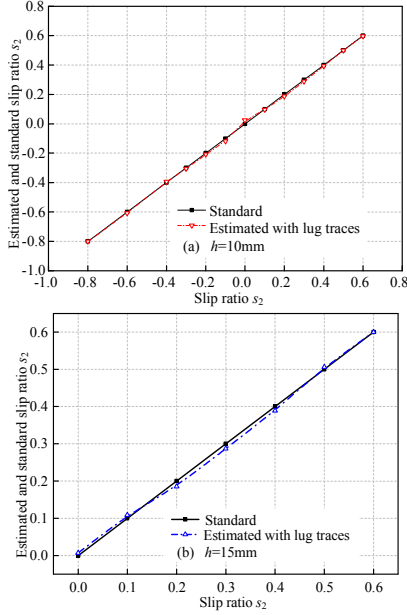 Estimated and standard slip ratio s₂
0.8
0.6
0.4
0.2
0.0
-0.2
-0.4
-0.6
-0.8
-1.0
Standard
Estimated with lug traces
(a) h=10mm
-1.0 -0.8 -0.6 -0.4 -0.2 0.0 0.2 0.4 0.6 0.8
Slip ratio s₂
Estimated and standard slip ratio s₂
0.6
0.5
0.4
0.3
0.2
0.1
0.0
Standard
Estimated with lug traces
(b) h=15mm
0.0 0.1 0.2 0.3 0.4 0.5 0.6
Slip ratio s₂